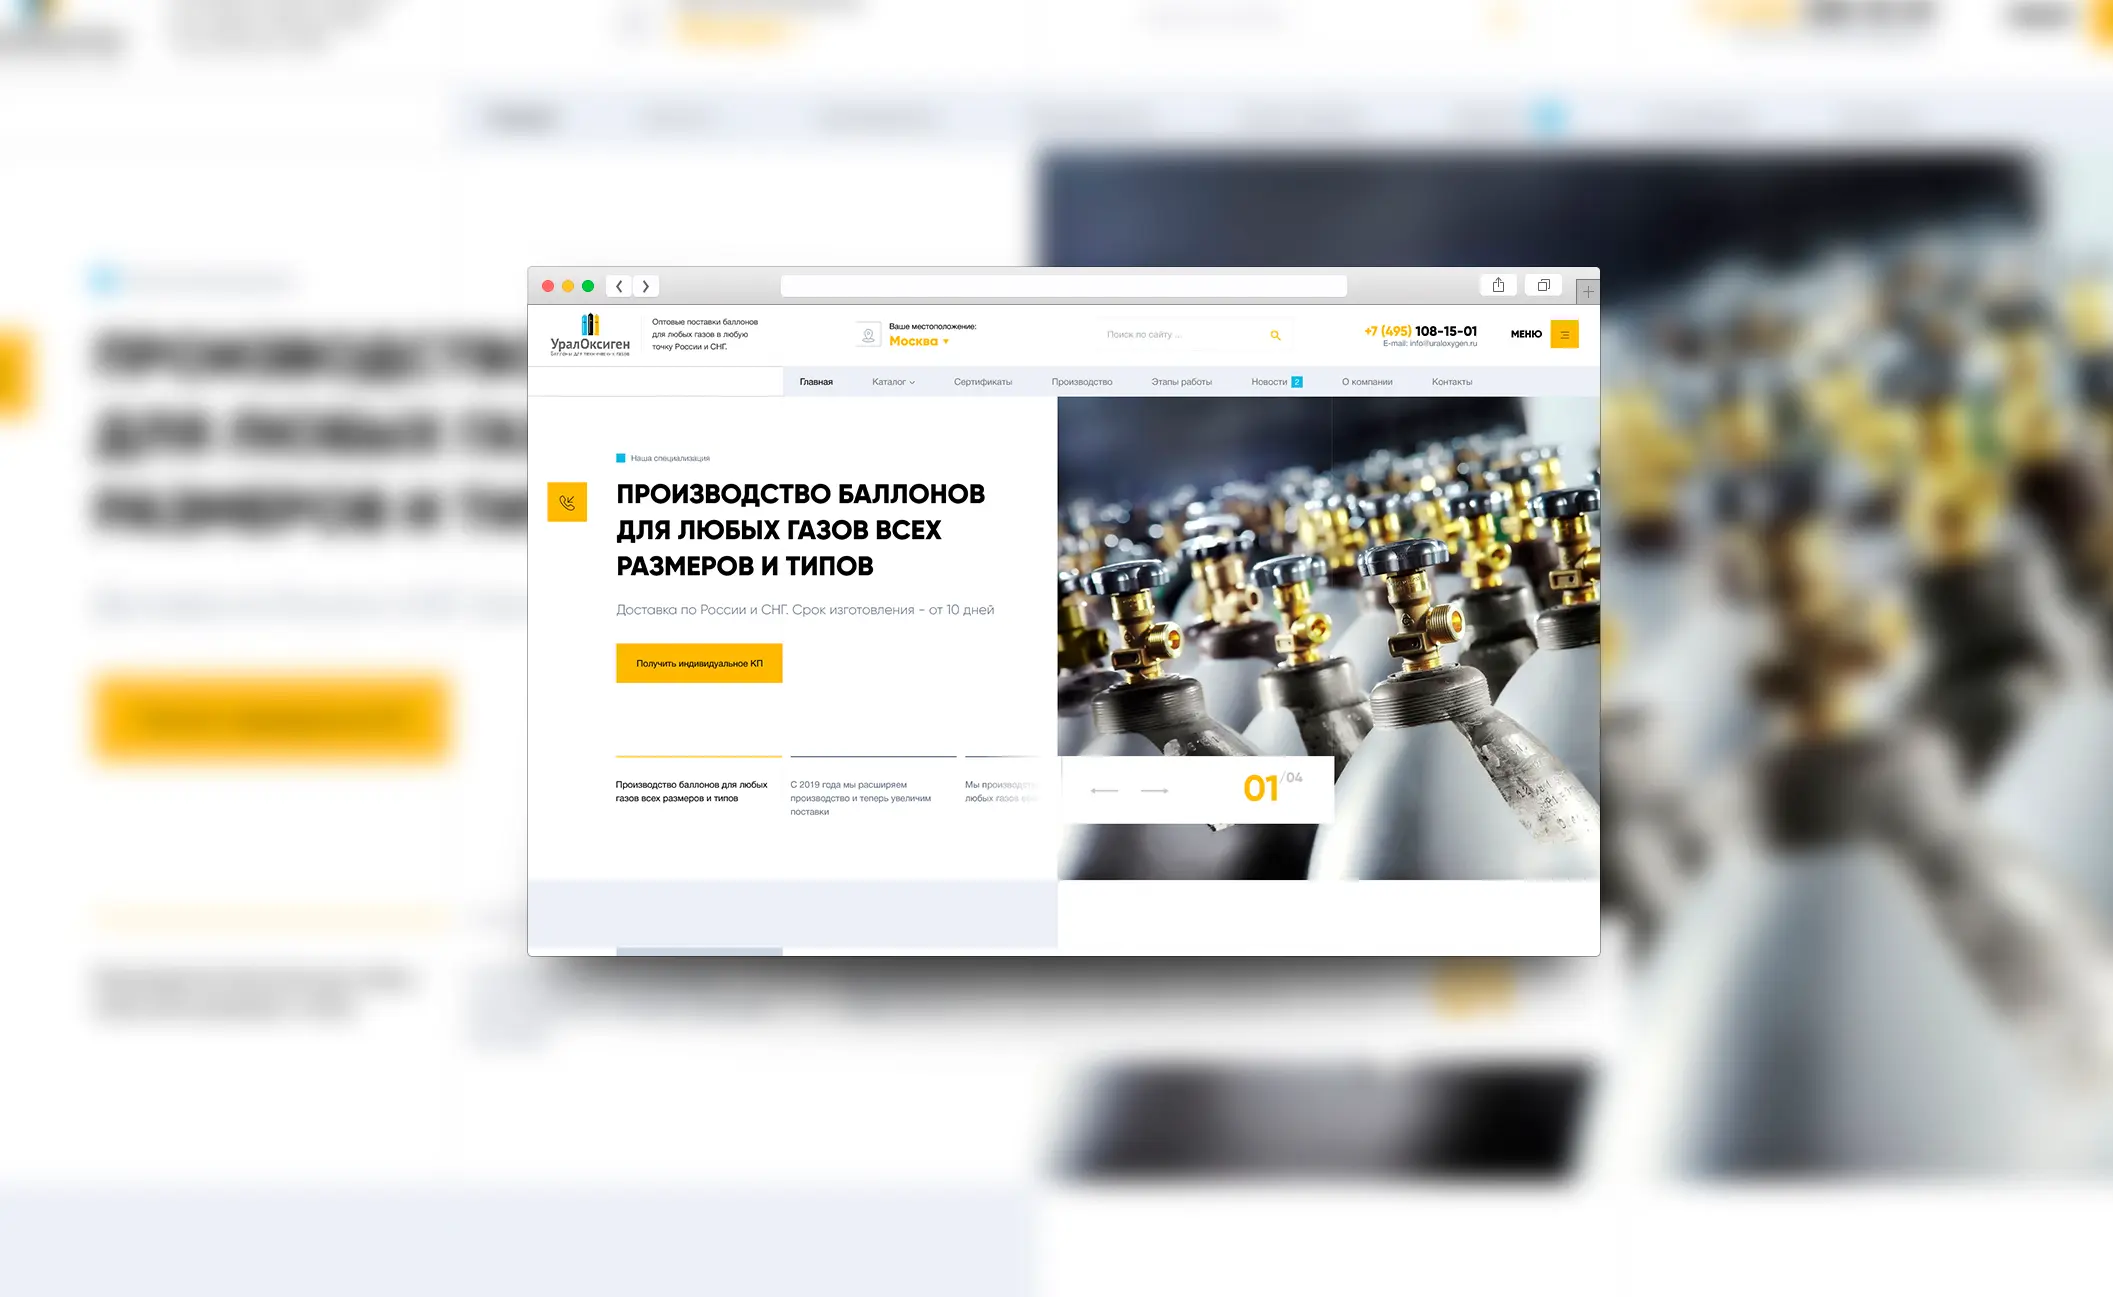 УралОксиген
Баллоны для технических газов
Оптовые поставки баллонов
для любых газов в любую
точку России и СНГ.
Ваше местоположение:
Москва
Поиск по сайту ...
+7 (495) 108-15-01
E-mail: info@uraloxygen.ru
МЕНЮ
Главная
Каталог
Сертификаты
Производство
Этапы работы
Новости 2
О компании
Контакты
Наша специализация
ПРОИЗВОДСТВО БАЛЛОНОВ
ДЛЯ ЛЮБЫХ ГАЗОВ ВСЕХ
РАЗМЕРОВ И ТИПОВ
Доставка по России и СНГ. Срок изготовления - от 10 дней
Получить индивидуальное КП
Производство баллонов для любых
газов всех размеров и типов
С 2019 года мы расширяем
производство и теперь увеличим
поставки
Мы
любых газов
01/04